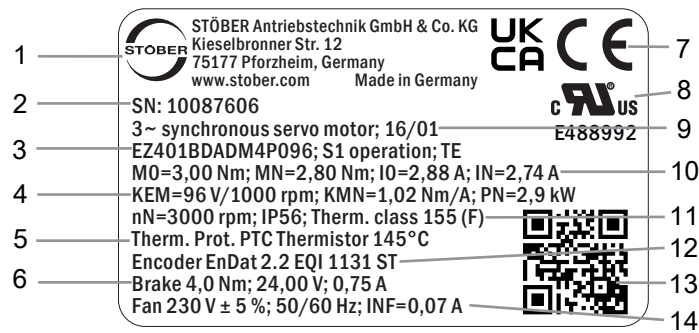 STÖBER
STÖBER Antriebstechnik GmbH & Co. KG
Kieselbronner Str. 12
75177 Pforzheim, Germany
www.stober.com Made in Germany
UK
CA
CE
1
7
2
SN: 10087606
C RU® US
8
3~ synchronous servo motor; 16/01
E488992
9
3
EZ401BDADM4P096; S1 operation; TE
M0=3,00 Nm; MN=2,80 Nm; I0=2,88 A; IN=2,74 A
10
4
KEM=96 V/1000 rpm; KMN=1,02 Nm/A; PN=2,9 kW
nN=3000 rpm; IP56; Therm. class 155 (F)
11
5
Therm. Prot. PTC Thermistor 145°C
Encoder EnDat 2.2 EQI 1131 ST
12
6
Brake 4,0 Nm; 24,00 V; 0,75 A
13
Fan 230 V ± 5 %; 50/60 Hz; INF=0,07 A
14